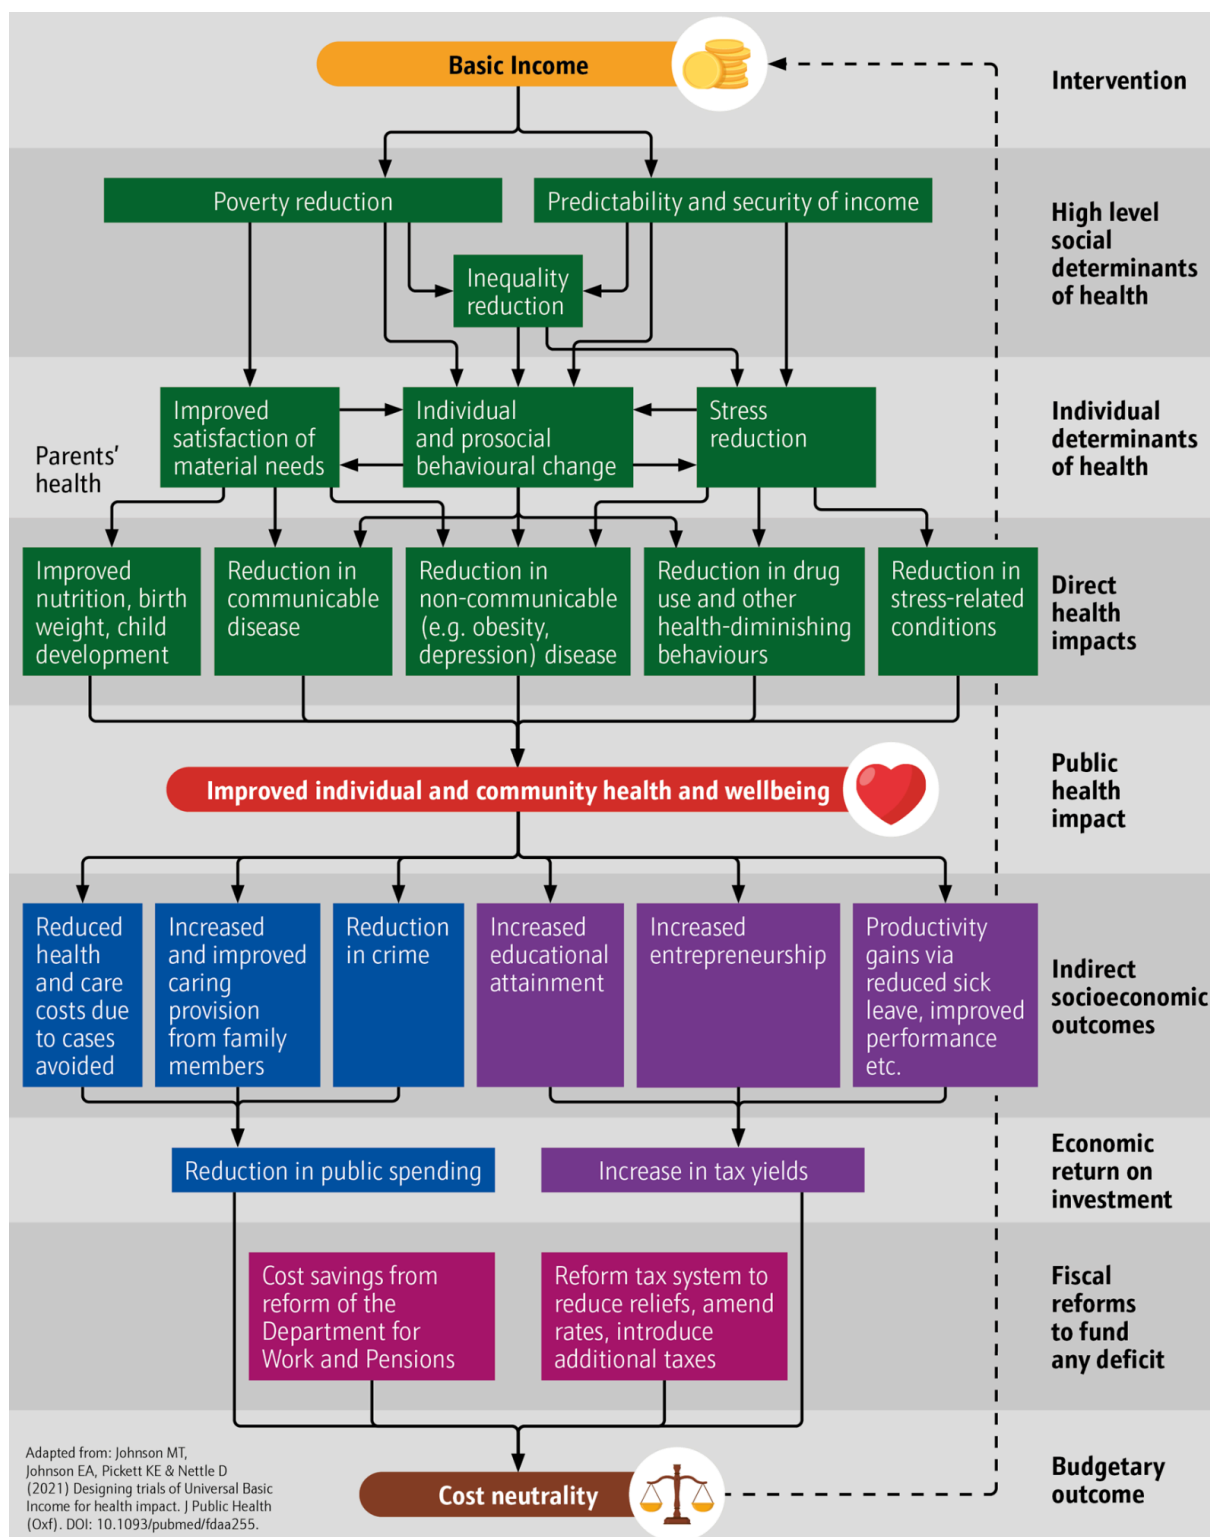 Basic Income
Intervention
Poverty reduction
Predictability and security of income
High level
social
determinants
of health
Inequality
reduction
Improved
satisfaction of
material needs
Individual
and prosocial
behavioural change
Stress
reduction
Individual
determinants
of health
Parents’
health
Improved
nutrition, birth
weight, child
development
Reduction in
communicable
disease
Reduction in
non-communicable
(e.g. obesity,
depression) disease
Reduction in drug
use and other
health-diminishing
behaviours
Reduction in
stress-related
conditions
Direct
health
impacts
Improved individual and community health and wellbeing
Public
health
impact
Reduced
health
and care
costs due
to cases
avoided
Increased
and improved
caring
provision
from family
members
Reduction
in crime
Increased
educational
attainment
Increased
entrepreneurship
Productivity
gains via
reduced sick
leave, improved
performance
etc.
Indirect
socioeconomic
outcomes
Reduction in public spending
Increase in tax yields
Economic
return on
investment
Cost savings from
reform of the
Department for
Work and Pensions
Reform tax system to
reduce reliefs, amend
rates, introduce
additional taxes
Fiscal
reforms
to fund
any deficit
Adapted from: Johnson MT,
Johnson EA, Pickett KE & Nettle D
(2021) Designing trials of Universal Basic
Income for health impact. J Public Health
(Oxf). DOI: 10.1093/pubmed/fdaa255.
Cost neutrality
Budgetary
outcome